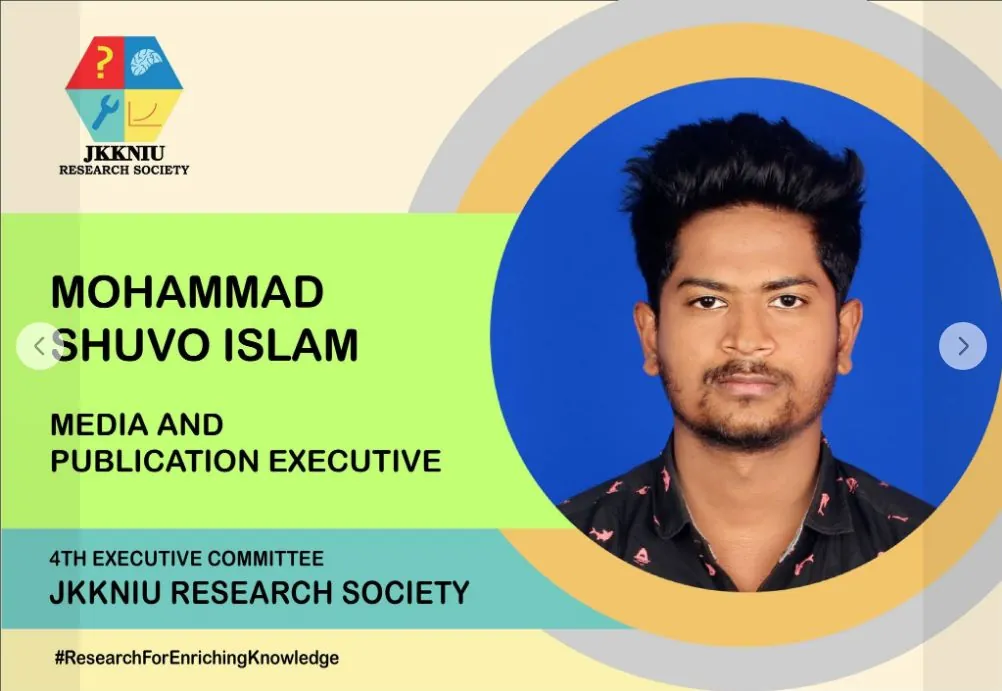 ?
JKKNIU
RESEARCH SOCIETY
MOHAMMAD
SHUVO ISLAM
MEDIA AND
PUBLICATION EXECUTIVE
4TH EXECUTIVE COMMITTEE
JKKNIU RESEARCH SOCIETY
#ResearchForEnrichingKnowledge